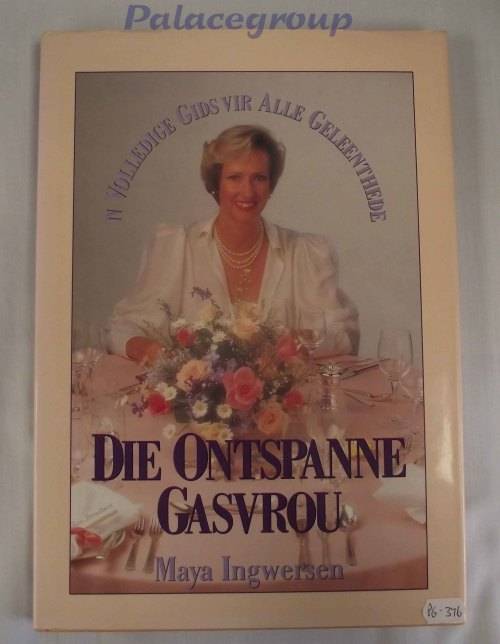 Palacegroup
'N VOLLEDIGE GIDS VIR ALLE GELEENTHEDE
DIE ONTSPANNE
GASVROU
Maya Ingwersen
PG-376